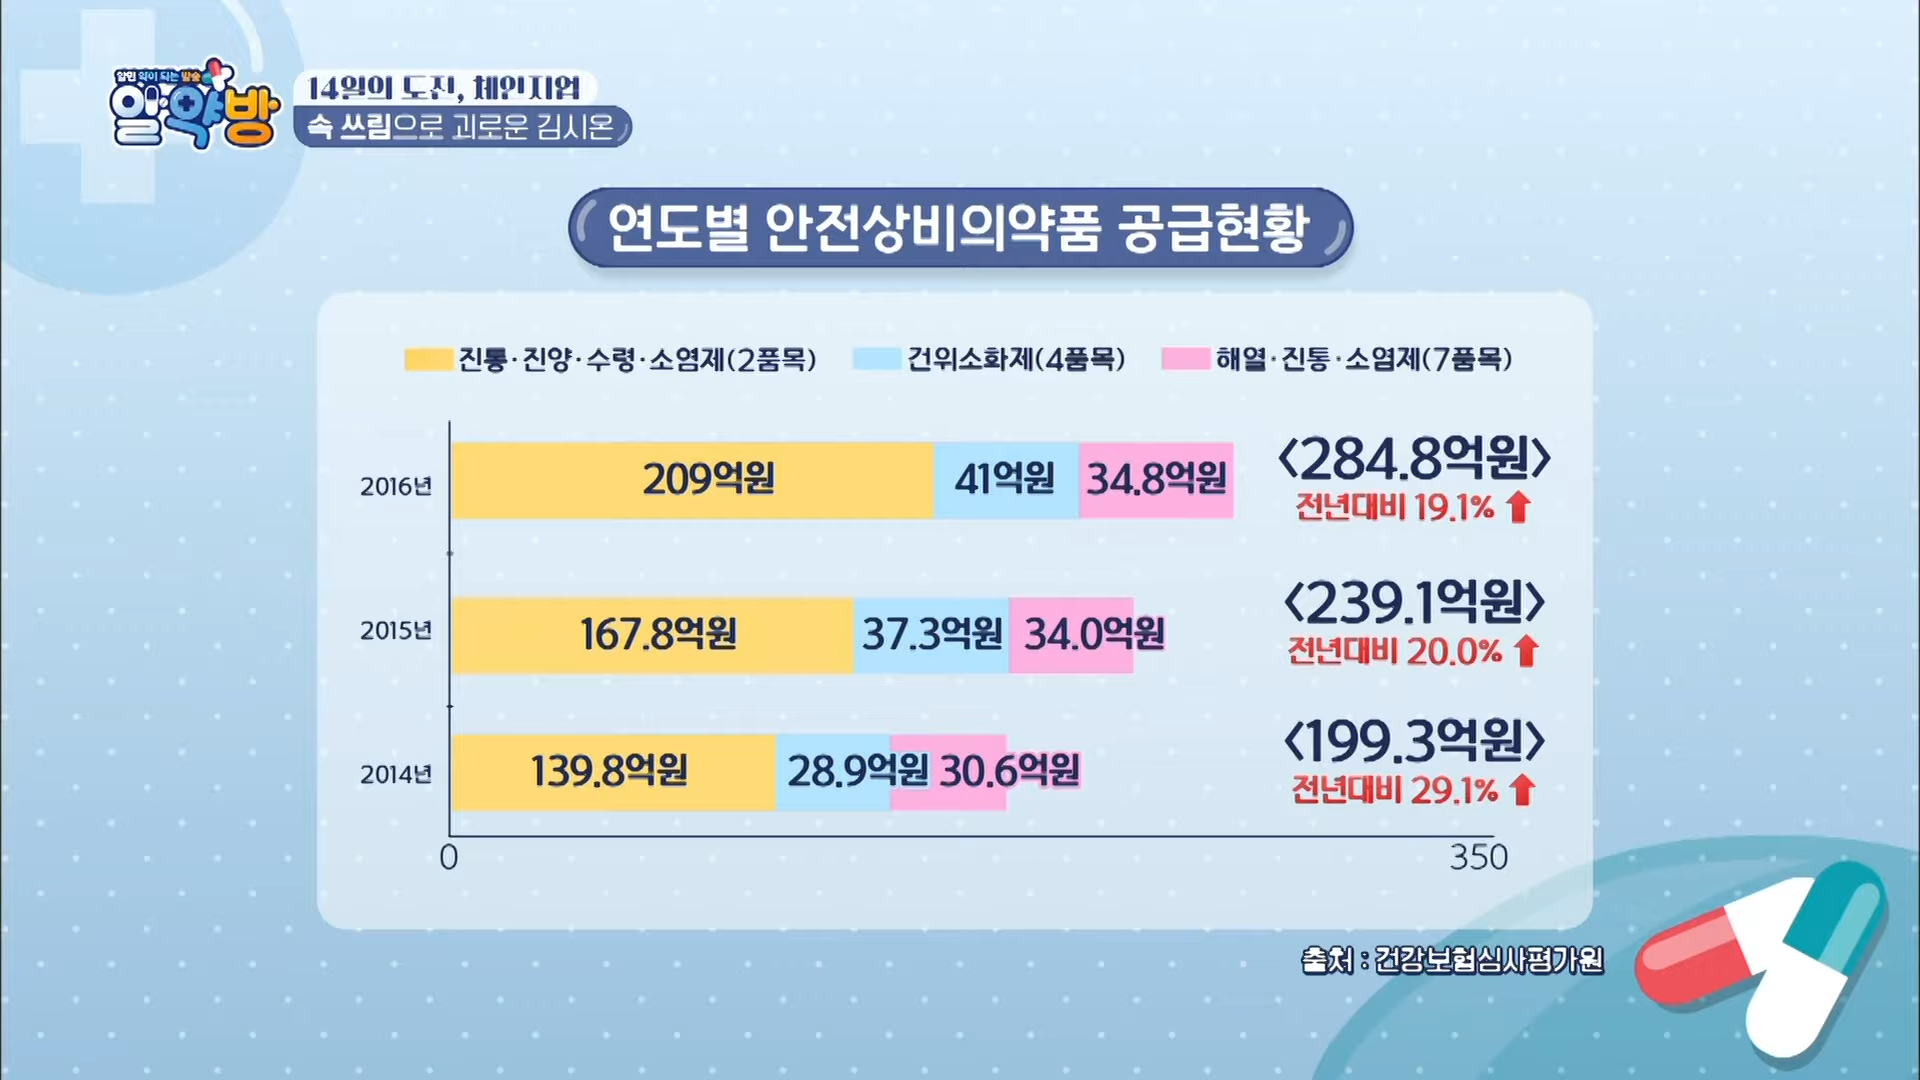 알면 약이 되는 방송
알약방
14일의 도전, 체인지업
속 쓰림으로 괴로운 김시온
연도별 안전상비의약품 공급현황
진통·진양·수령·소염제(2품목) 건위소화제(4품목) 해열·진통·소염제(7품목)
2016년 209억원 41억원 34.8억원 <284.8억원>
전년대비 19.1%
2015년 167.8억원 37.3억원 34.0억원 <239.1억원>
전년대비 20.0%
2014년 139.8억원 28.9억원 30.6억원 <199.3억원>
전년대비 29.1%
0 350
출처 : 건강보험심사평가원